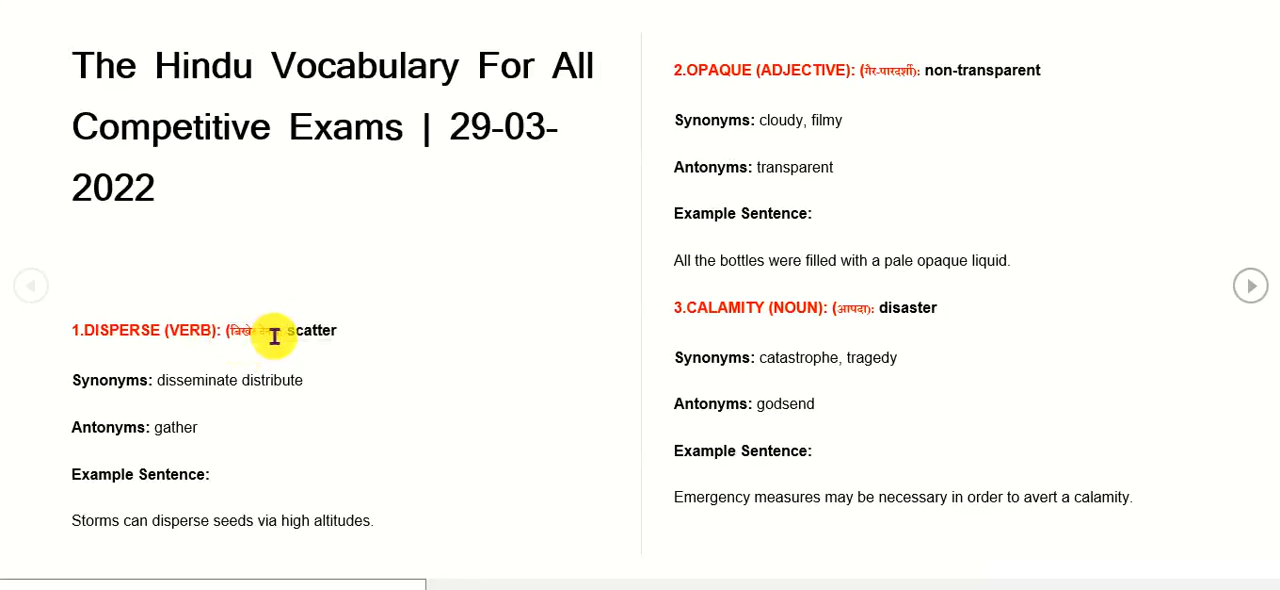 The Hindu Vocabulary For All
Competitive Exams | 29-03-
2022
1.DISPERSE (VERB): ( scatter
Synonyms: disseminate distribute
Antonyms: gather
Example Sentence:
Storms can disperse seeds via high altitudes.
2.OPAQUE (ADJECTIVE): (गैर-पारदर्शी): non-transparent
Synonyms: cloudy, filmy
Antonyms: transparent
Example Sentence:
All the bottles were filled with a pale opaque liquid.
3.CALAMITY (NOUN): (आपदा): disaster
Synonyms: catastrophe, tragedy
Antonyms: godsend
Example Sentence:
Emergency measures may be necessary in order to avert a calamity.